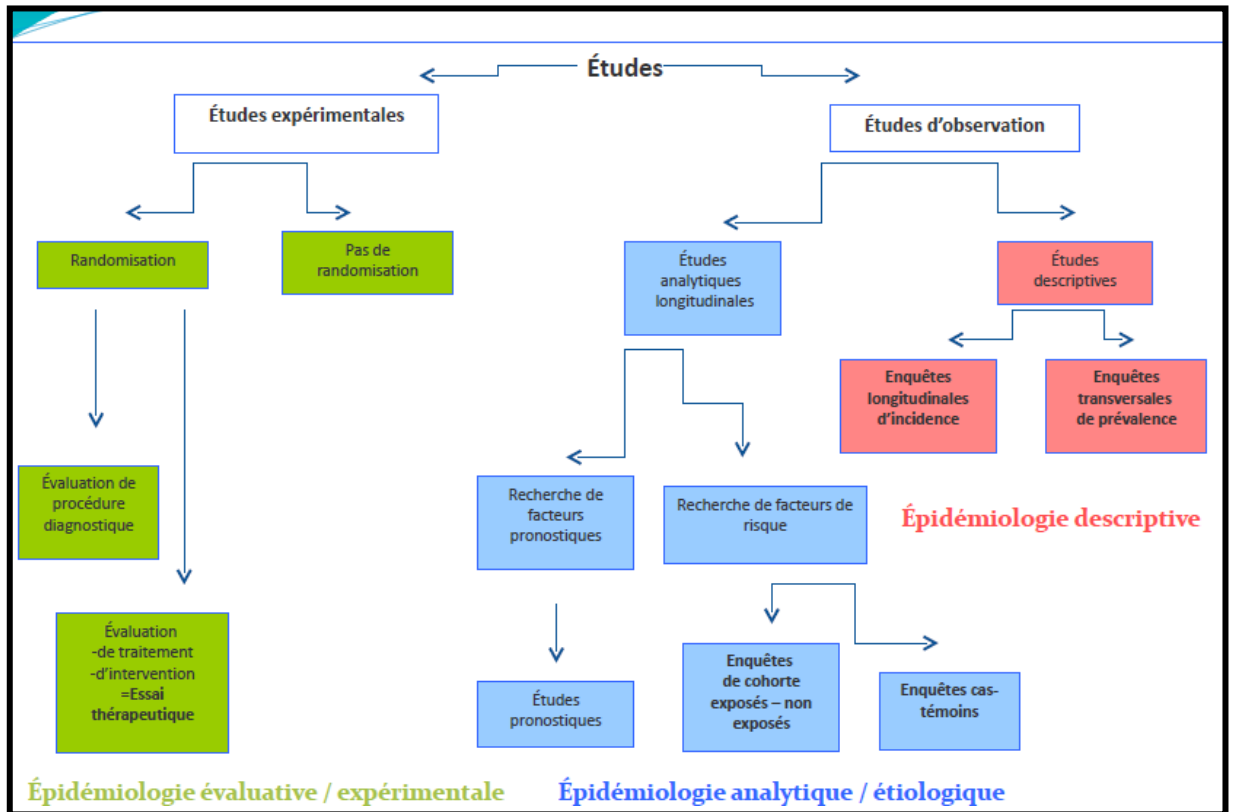 Études
Études expérimentales
Études d'observation
Randomisation
Pas de
randomisation
Études
analytiques
longitudinales
Études
descriptives
Enquêtes
longitudinales
d'incidence
Enquêtes
transversales
de prévalence
Évaluation de
procédure
diagnostique
Recherche de
facteurs
pronostiques
Recherche de facteurs de
risque
Épidémiologie descriptive
Évaluation
-de traitement
-d'intervention
=Essai
thérapeutique
Études
pronostiques
Enquêtes
de cohorte
exposés – non
exposés
Enquêtes cas-
témoins
Épidémiologie évaluative / expérimentale
Épidémiologie analytique / étiologique